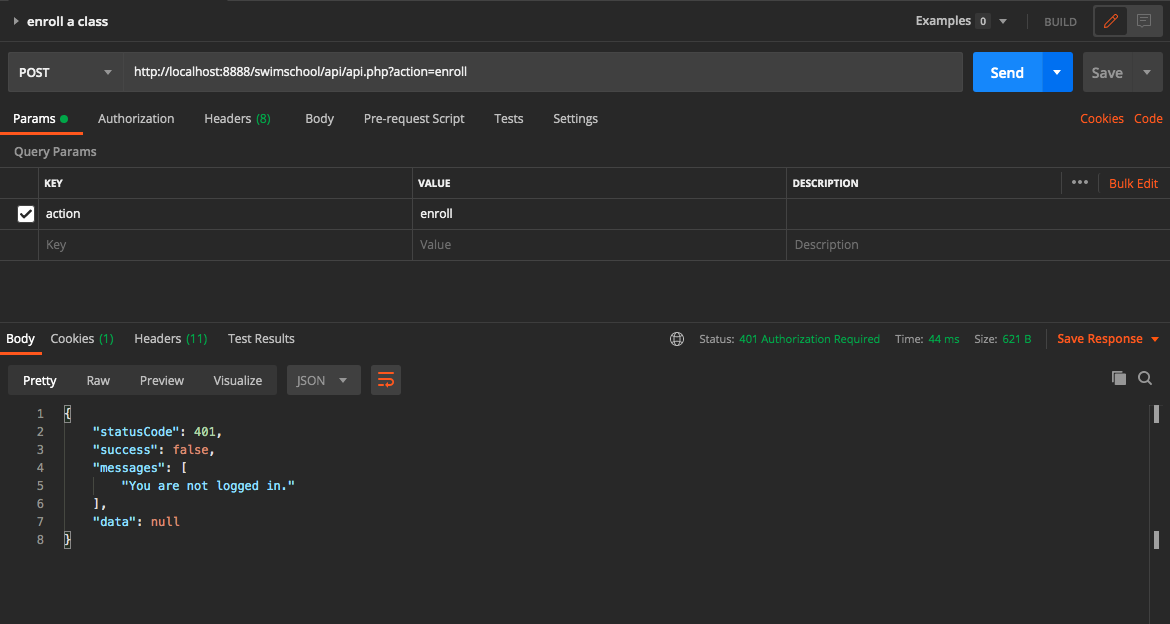 enroll a class Examples 0 BUILD
POST http://localhost:8888/swimschool/api/api.php?action=enroll Send Save
Params Authorization Headers (8) Body Pre-request Script Tests Settings Cookies Code
Query Params
KEY VALUE DESCRIPTION ••• Bulk Edit
action enroll
Key Value Description
Body Cookies (1) Headers (11) Test Results Status: 401 Authorization Required Time: 44 ms Size: 621 B Save Response
Pretty Raw Preview Visualize JSON
1 {
2 "statusCode": 401,
3 "success": false,
4 "messages": [
5 "You are not logged in."
6 ],
7 "data": null
8 }